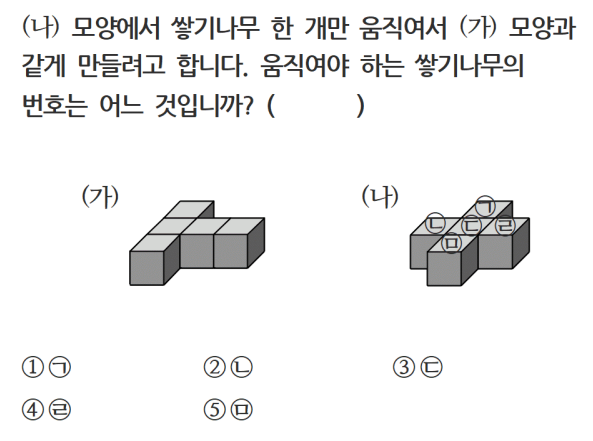 (나) 모양에서 쌓기나무 한 개만 움직여서 (가) 모양과
같게 만들려고 합니다. 움직여야 하는 쌓기나무의
번호는 어느 것입니까? (          )
(가) (나)
㉠
㉡ ㉢ ㉣
㉤
① ㉠ ② ㉡ ③ ㉢
④ ㉣ ⑤ ㉤